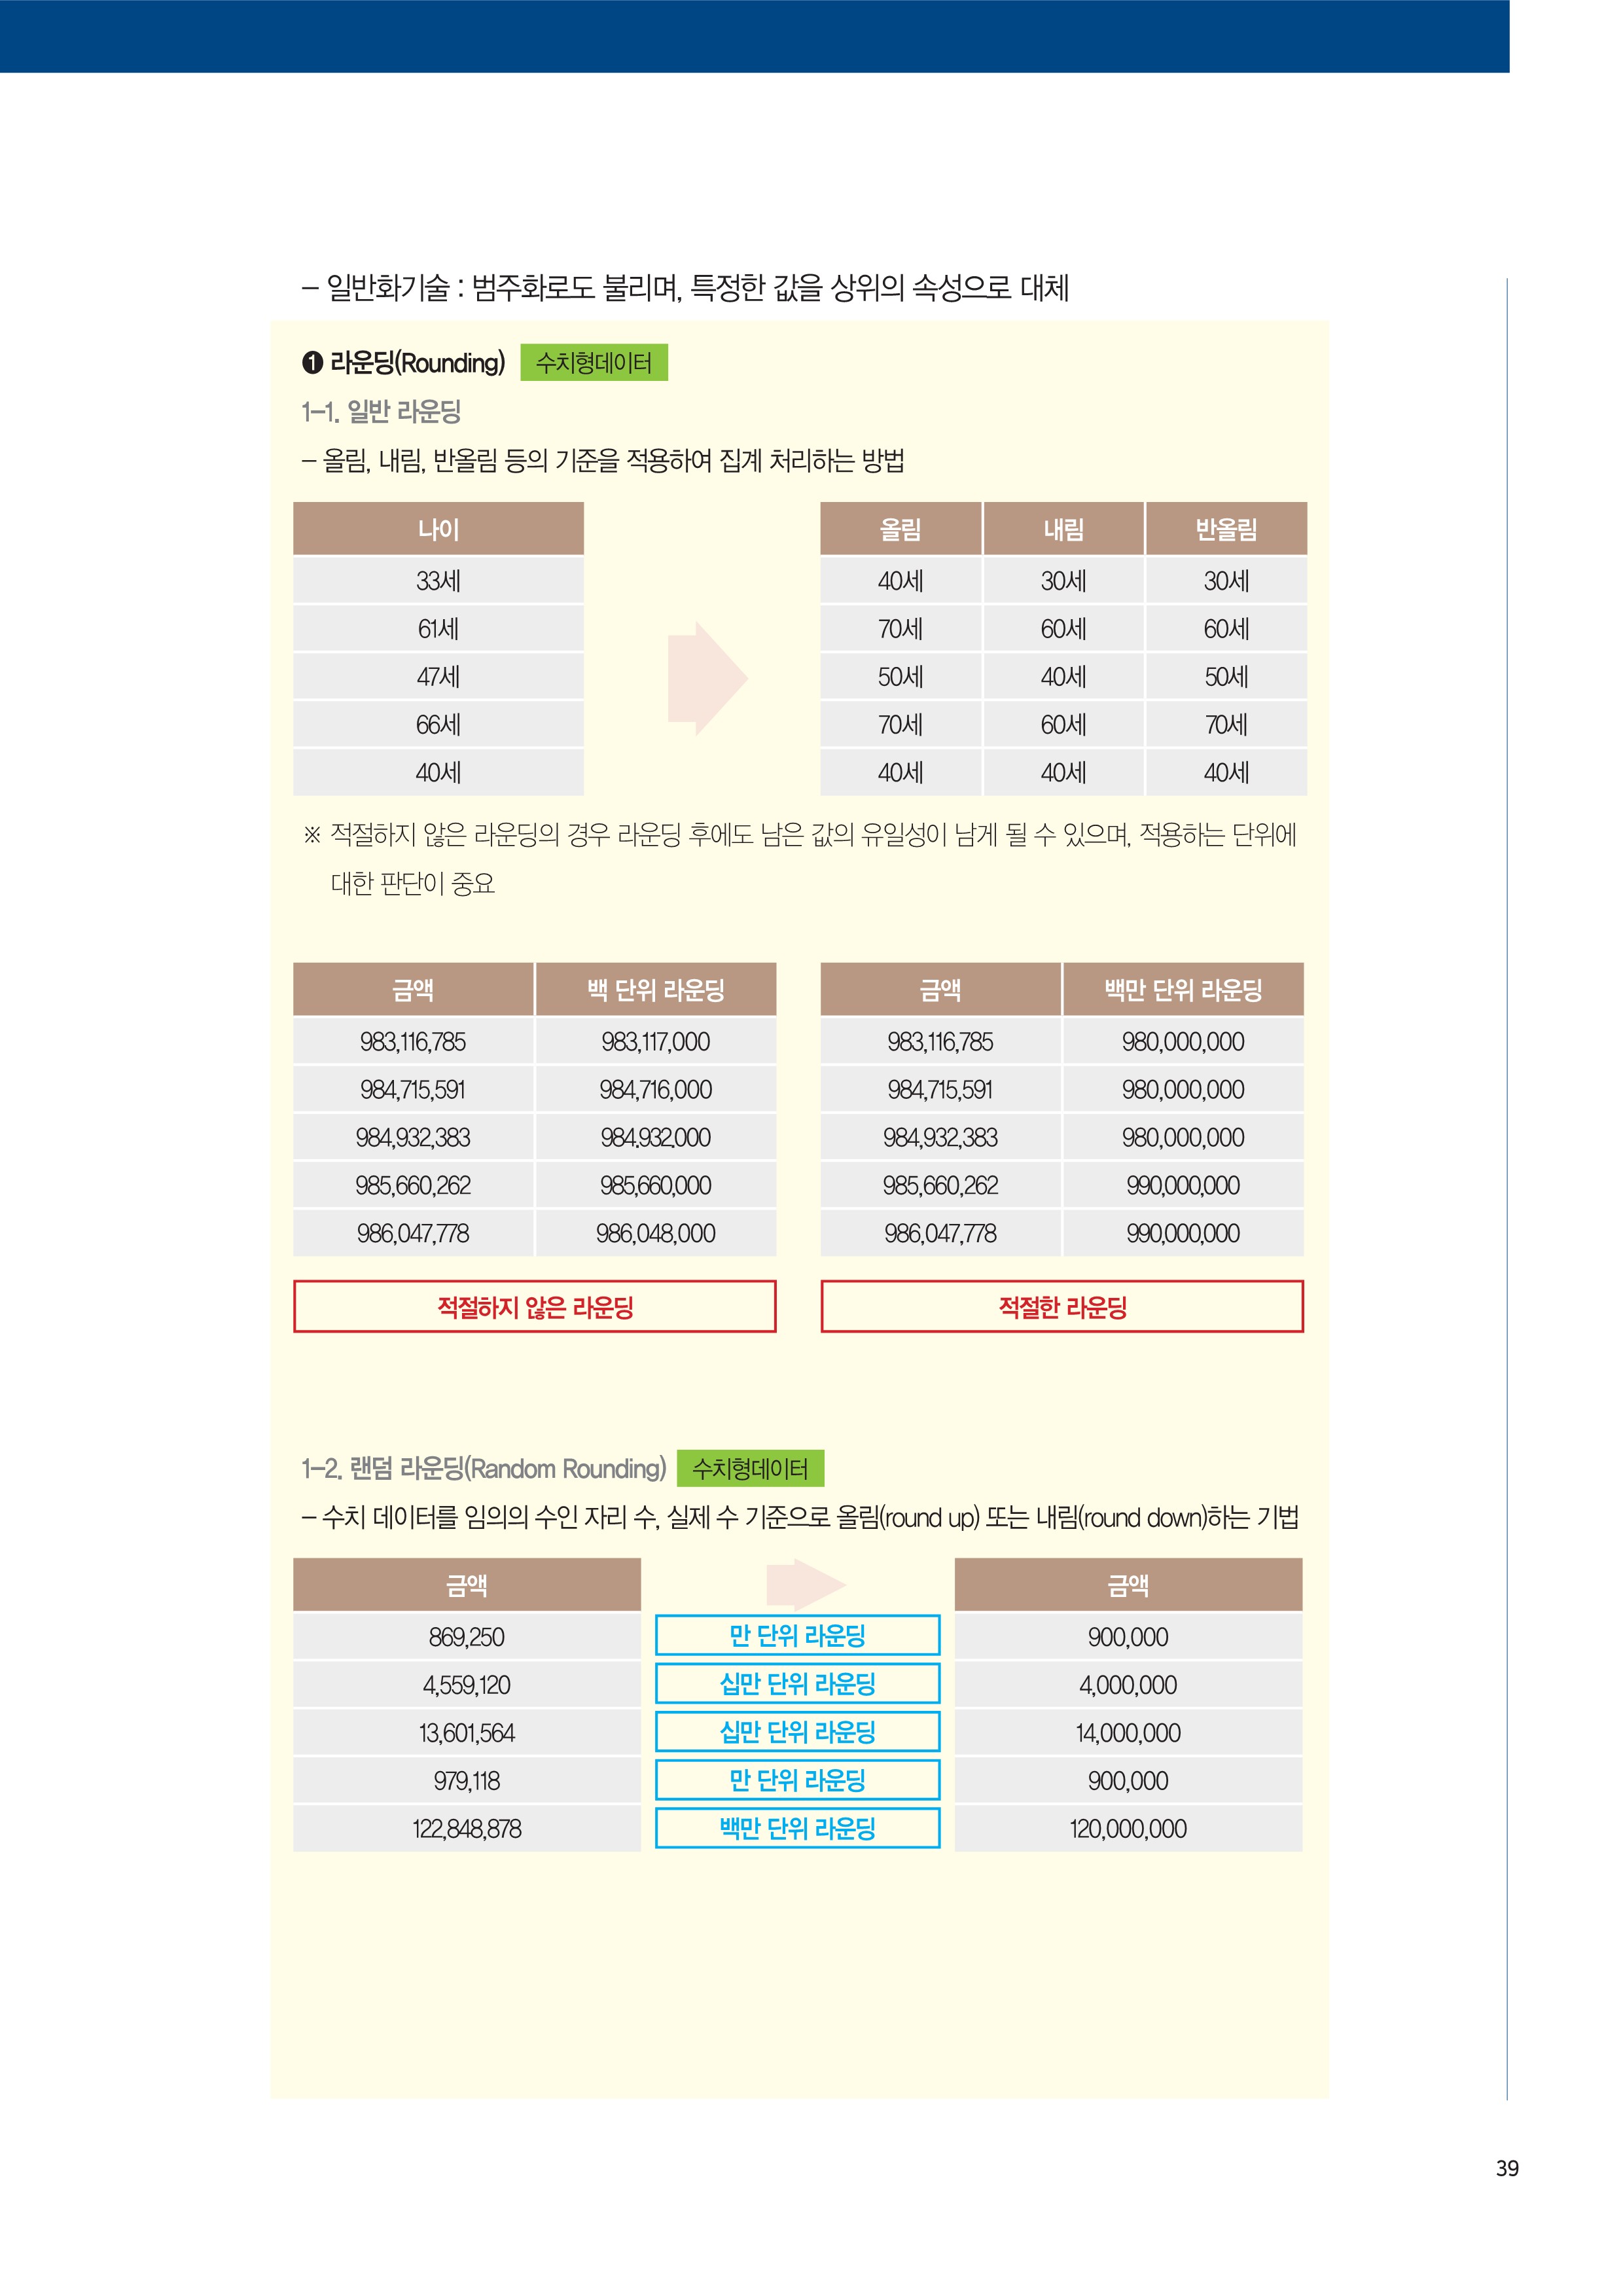 – 일반화기술 : 범주화로도 불리며, 특정한 값을 상위의 속성으로 대체
❶ 라운딩(Rounding) 수치형데이터
1-1. 일반 라운딩
– 올림, 내림, 반올림 등의 기준을 적용하여 집계 처리하는 방법
나이 올림 내림 반올림
33세 40세 30세 30세
61세 70세 60세 60세
47세 50세 40세 50세
66세 70세 60세 70세
40세 40세 40세 40세
※ 적절하지 않은 라운딩의 경우 라운딩 후에도 남은 값의 유일성이 남게 될 수 있으며, 적용하는 단위에
대한 판단이 중요
금액 백 단위 라운딩 금액 백만 단위 라운딩
983,116,785 983,117,000 983,116,785 980,000,000
984,715,591 984,716,000 984,715,591 980,000,000
984,932,383 984,932,000 984,932,383 980,000,000
985,660,262 985,660,000 985,660,262 990,000,000
986,047,778 986,048,000 986,047,778 990,000,000
적절하지 않은 라운딩 적절한 라운딩
1-2. 랜덤 라운딩(Random Rounding) 수치형데이터
– 수치 데이터를 임의의 수인 자리 수, 실제 수 기준으로 올림(round up) 또는 내림(round down)하는 기법
금액 금액
869,250 만 단위 라운딩 900,000
4,559,120 십만 단위 라운딩 4,000,000
13,601,564 십만 단위 라운딩 14,000,000
979,118 만 단위 라운딩 900,000
122,848,878 백만 단위 라운딩 120,000,000
39